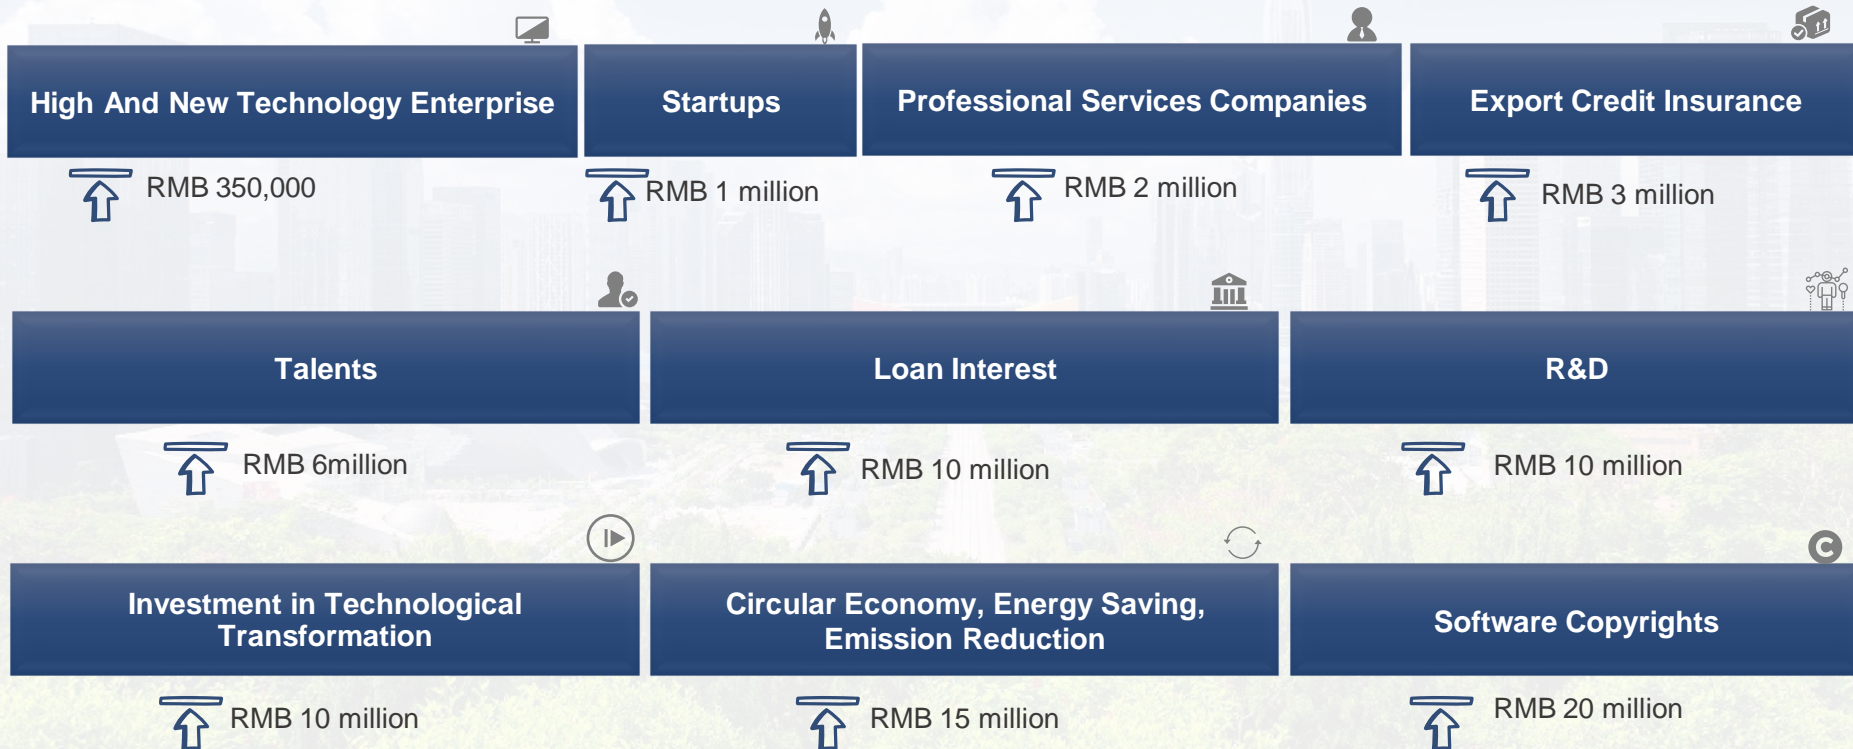 High And New Technology Enterprise
Startups
Professional Services Companies
Export Credit Insurance
RMB 350,000
RMB 1 million
RMB 2 million
RMB 3 million
Talents
Loan Interest
R&D
RMB 6million
RMB 10 million
RMB 10 million
Investment in Technological
Transformation
Circular Economy, Energy Saving,
Emission Reduction
Software Copyrights
RMB 10 million
RMB 15 million
RMB 20 million